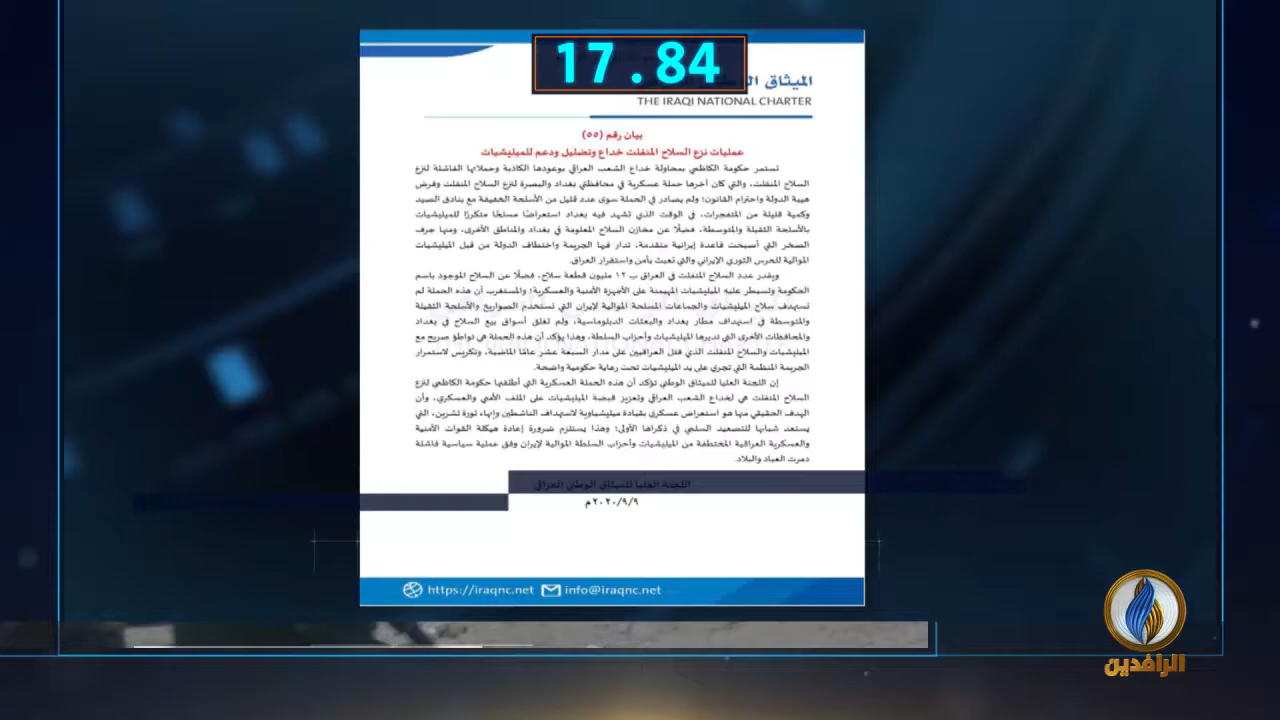 17.84
الميثاق
THE IRAQI NATIONAL CHARTER
بيان رقم (٥٥)
عمليات نزع السلاح المنفلت خداع وتضليل ودعم للميليشيات
تستمر حكومة الكاظمي بمحاولة خداع الشعب العراقي بوعودها الكاذبة وحملاتها الفاشلة لنزع
السلاح المنفلت، والتي كان آخرها حملة عسكرية في محافظتي بغداد والبصرة لنزع السلاح المنفلت وفرض
هيبة الدولة واحترام القانون؛ ولم يصادر في الحملة سوى عدد قليل من الأسلحة الخفيفة مع بنادق الصيد
وكمية قليلة من المتفجرات، في الوقت الذي تشهد فيه بغداد استعراضًا مسلحًا متكررًا للميليشيات
بالأسلحة الثقيلة والمتوسطة، فضلًا عن مخازن السلاح المعلومة في بغداد والمناطق الأخرى، ومنها جرف
الصخر التي أصبحت قاعدة إيرانية متقدمة، تدار فيها الجريمة واختطاف الدولة من قبل الميليشيات
الموالية للحرس الثوري الإيراني والتي تعبث بأمن واستقرار العراق.
ويقدر عدد السلاح المنفلت في العراق بـ ١٢ مليون قطعة سلاح، فضلًا عن السلاح الموجود باسم
الحكومة وتسيطر عليه الميليشيات المهيمنة على الأجهزة الأمنية والعسكرية؛ والمستغرب أن هذه الحملة لم
تستهدف سلاح الميليشيات والجماعات المسلحة الموالية لإيران التي تستخدم الصواريخ والأسلحة الثقيلة
والمتوسطة في استهداف مطار بغداد والبعثات الدبلوماسية، ولم تغلق أسواق بيع السلاح في بغداد
والمحافظات الأخرى التي تديرها الميليشيات وأحزاب السلطة، وهذا يؤكد أن هذه الحملة هي تواطؤ صريح مع
الميليشيات والسلاح المنفلت الذي قتل العراقيين على مدار السبعة عشر عامًا الماضية، وتكريس لاستمرار
الجريمة المنظمة التي تجري على يد الميليشيات تحت رعاية حكومية واضحة.
إن اللجنة العليا للميثاق الوطني تؤكد أن هذه الحملة العسكرية التي أطلقتها حكومة الكاظمي لنزع
السلاح المنفلت هي لخداع الشعب العراقي وتعزيز قبضة الميليشيات على الملف الأمني والعسكري، وأن
الهدف الحقيقي منها هو استعراض عسكري بقيادة ميليشياوية لاستهداف الناشطين وإنهاء ثورة تشرين، التي
يستعد شبابها للتصعيد السلمي في ذكراها الأولى؛ وهذا يستلزم ضرورة إعادة هيكلة القوات الأمنية
والعسكرية العراقية المختطفة من الميليشيات وأحزاب السلطة الموالية لإيران وفق عملية سياسية فاشلة
دمرت العباد والبلاد.
اللجنة العليا للميثاق الوطني العراقي
٢٠٢٠/٩/٩م
https://iraqnc.net info@iraqnc.net
الرافدين